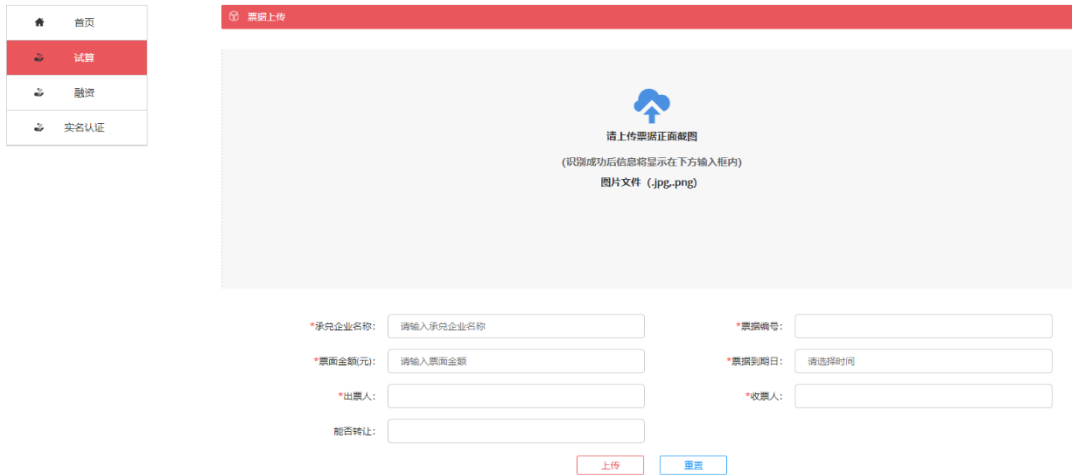 首页
试算
融资
实名认证
票据上传
请上传票据正面截图
(识别成功后信息将显示在下方输入框内)
图片文件 (.jpg,.png)
*承兑企业名称: 请输入承兑企业名称 *票据编号:
*票面金额(元): 请输入票面金额 *票据到期日: 请选择时间
*出票人: *收票人:
能否转让:
上传 重置